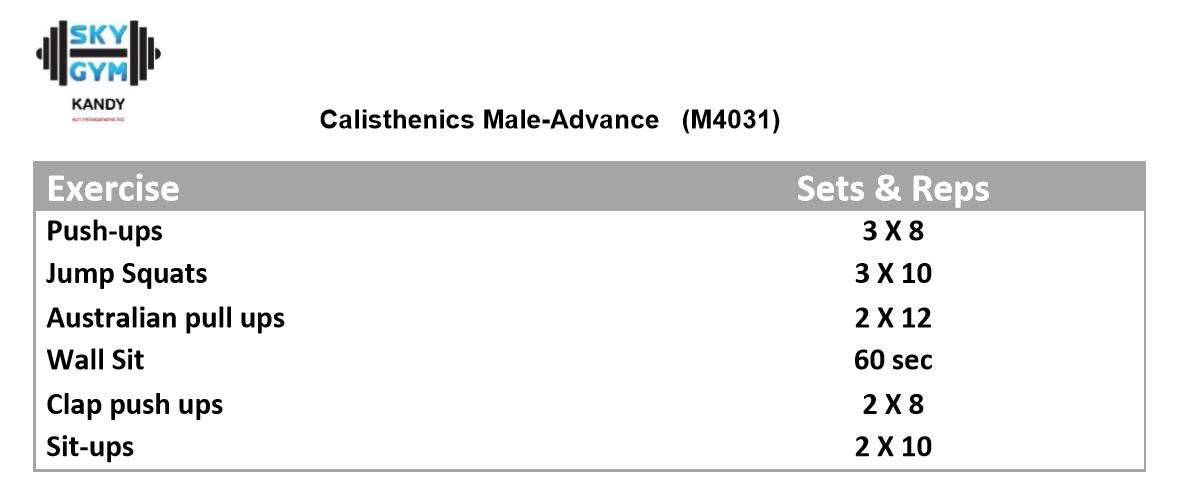 SKY
GYM
KANDY
Calisthenics Male-Advance (M4031)
Exercise Sets & Reps
Push-ups 3 X 8
Jump Squats 3 X 10
Australian pull ups 2 X 12
Wall Sit 60 sec
Clap push ups 2 X 8
Sit-ups 2 X 10